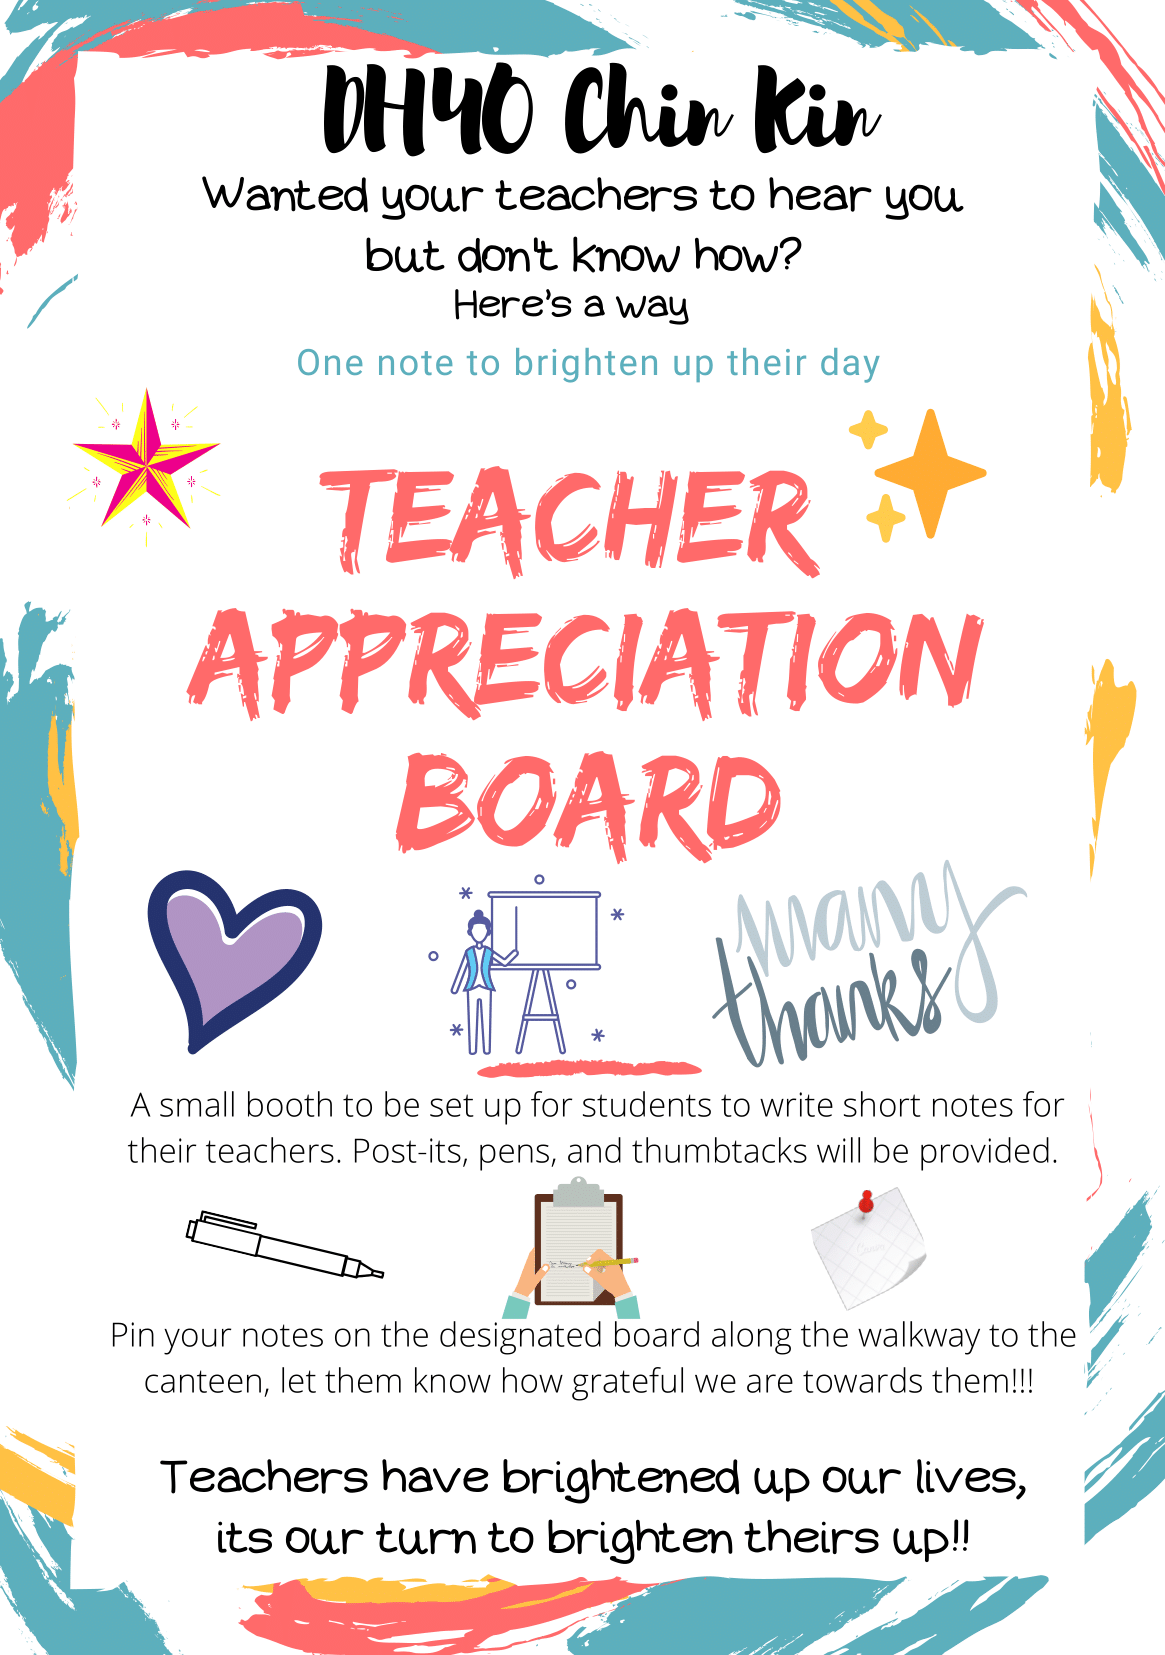 DH40 Chin Kin
Wanted your teachers to hear you
but don't know how?
Here's a way
One note to brighten up their day
TEACHER
APPRECIATION
BOARD
many
thanks
A small booth to be set up for students to write short notes for
their teachers. Post-its, pens, and thumbtacks will be provided.
Pin your notes on the designated board along the walkway to the
canteen, let them know how grateful we are towards them!!!
Teachers have brightened up our lives,
its our turn to brighten theirs up!!